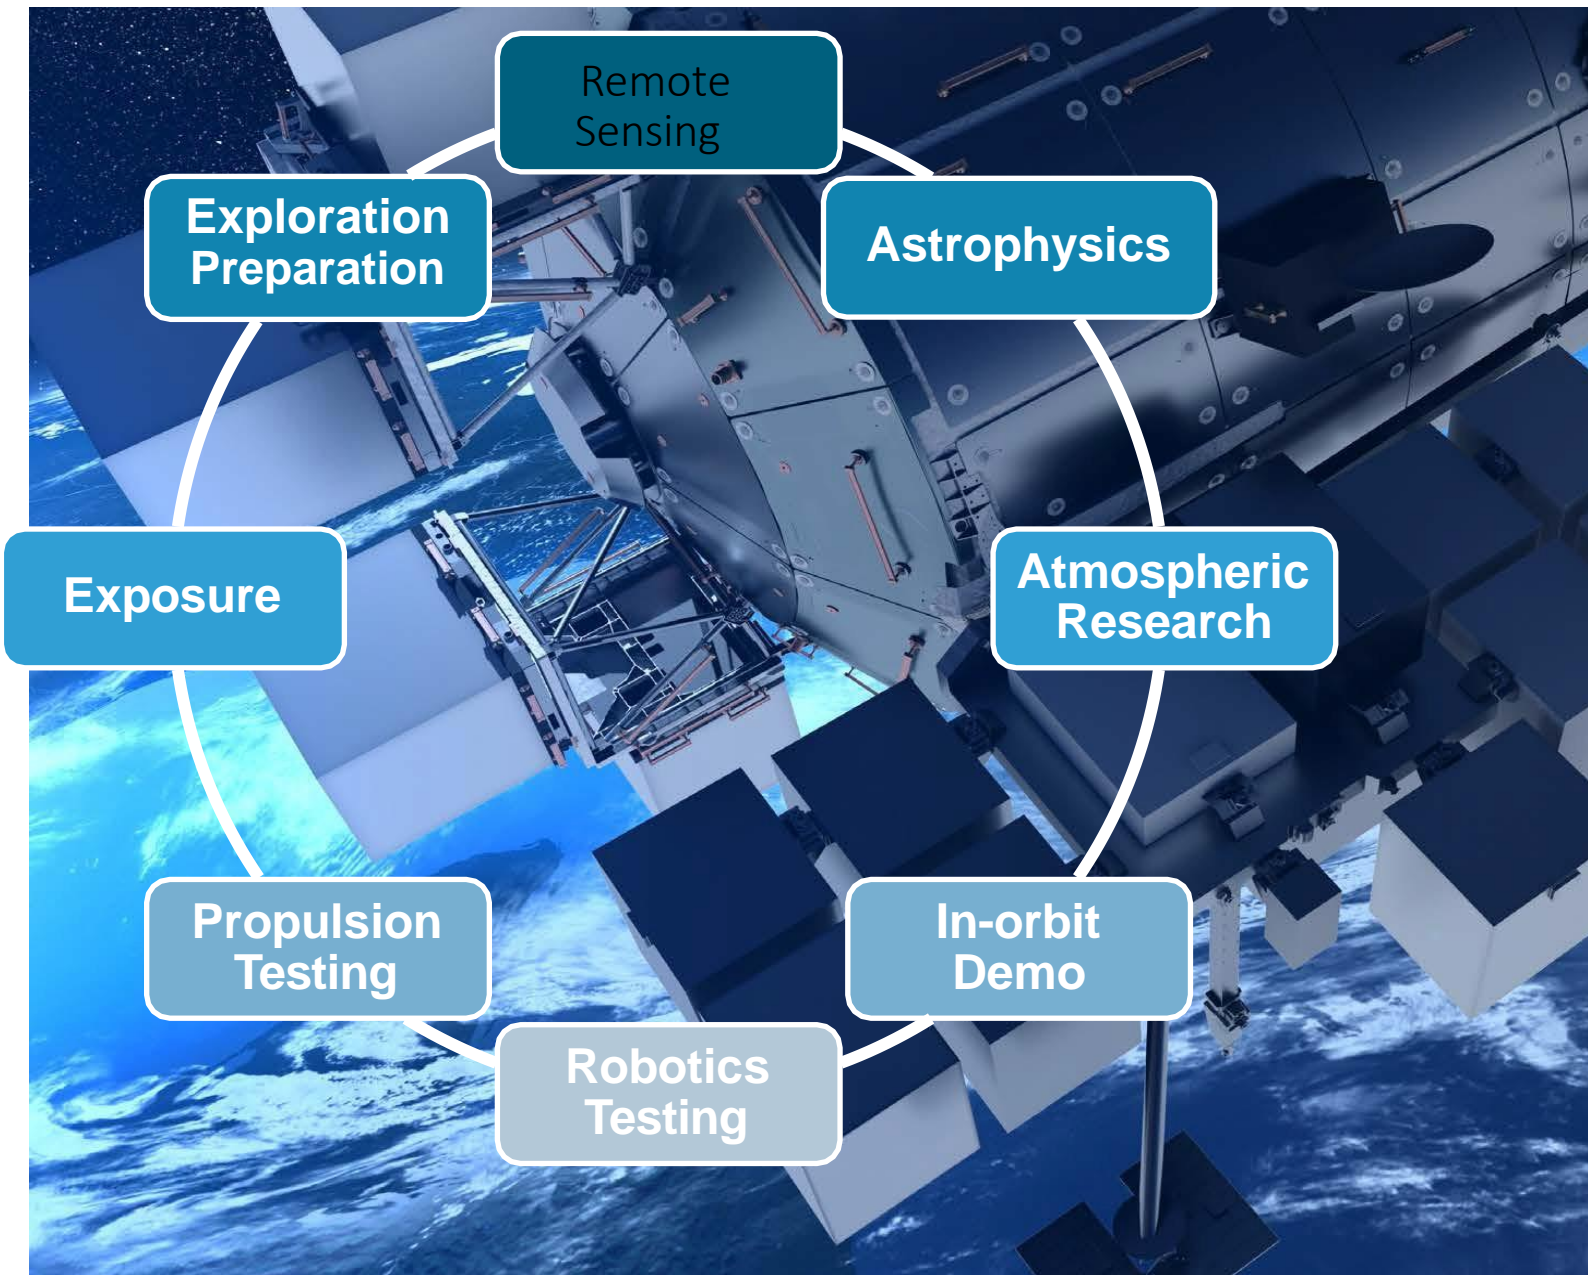 Remote
Sensing
Exploration
Preparation
Astrophysics
Exposure
Atmospheric
Research
Propulsion
Testing
In-orbit
Demo
Robotics
Testing